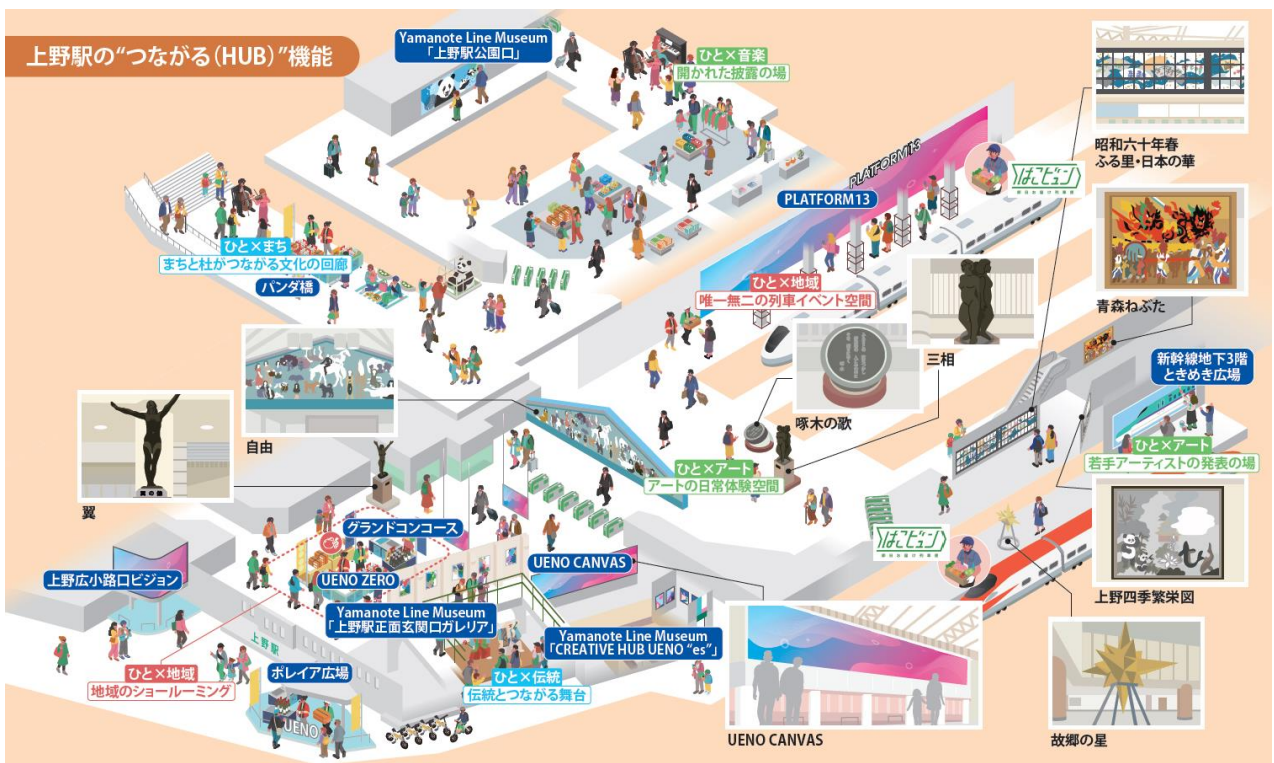 上野駅の“つながる(HUB)”機能
Yamanote Line Museum
「上野駅公園口」
ひと×音楽
開かれた披露の場
昭和六十年春
ふる里・日本の華
PLATFORM13
PLATFORM13
はこビュン
ひと×まち
まちと杜がつながる文化の回廊
パンダ橋
ひと×地域
唯一無二の列車イベント空間
青森ねぶた
三相
新幹線地下3階
ときめき広場
自由
啄木の歌
ひと×アート
アートの日常体験空間
ひと×アート
若手アーティストの発表の場
翼
グランドコンコース
はこビュン
上野広小路口ビジョン
UENO ZERO
UENO CANVAS
上野四季繁栄図
Yamanote Line Museum
「上野駅正面玄関口ガレリア」
Yamanote Line Museum
「CREATIVE HUB UENO “es”」
上野駅
ひと×地域
地域のショールーミング
ポレイア広場
ひと×伝統
伝統とつながる舞台
UENO
UENO CANVAS
故郷の星